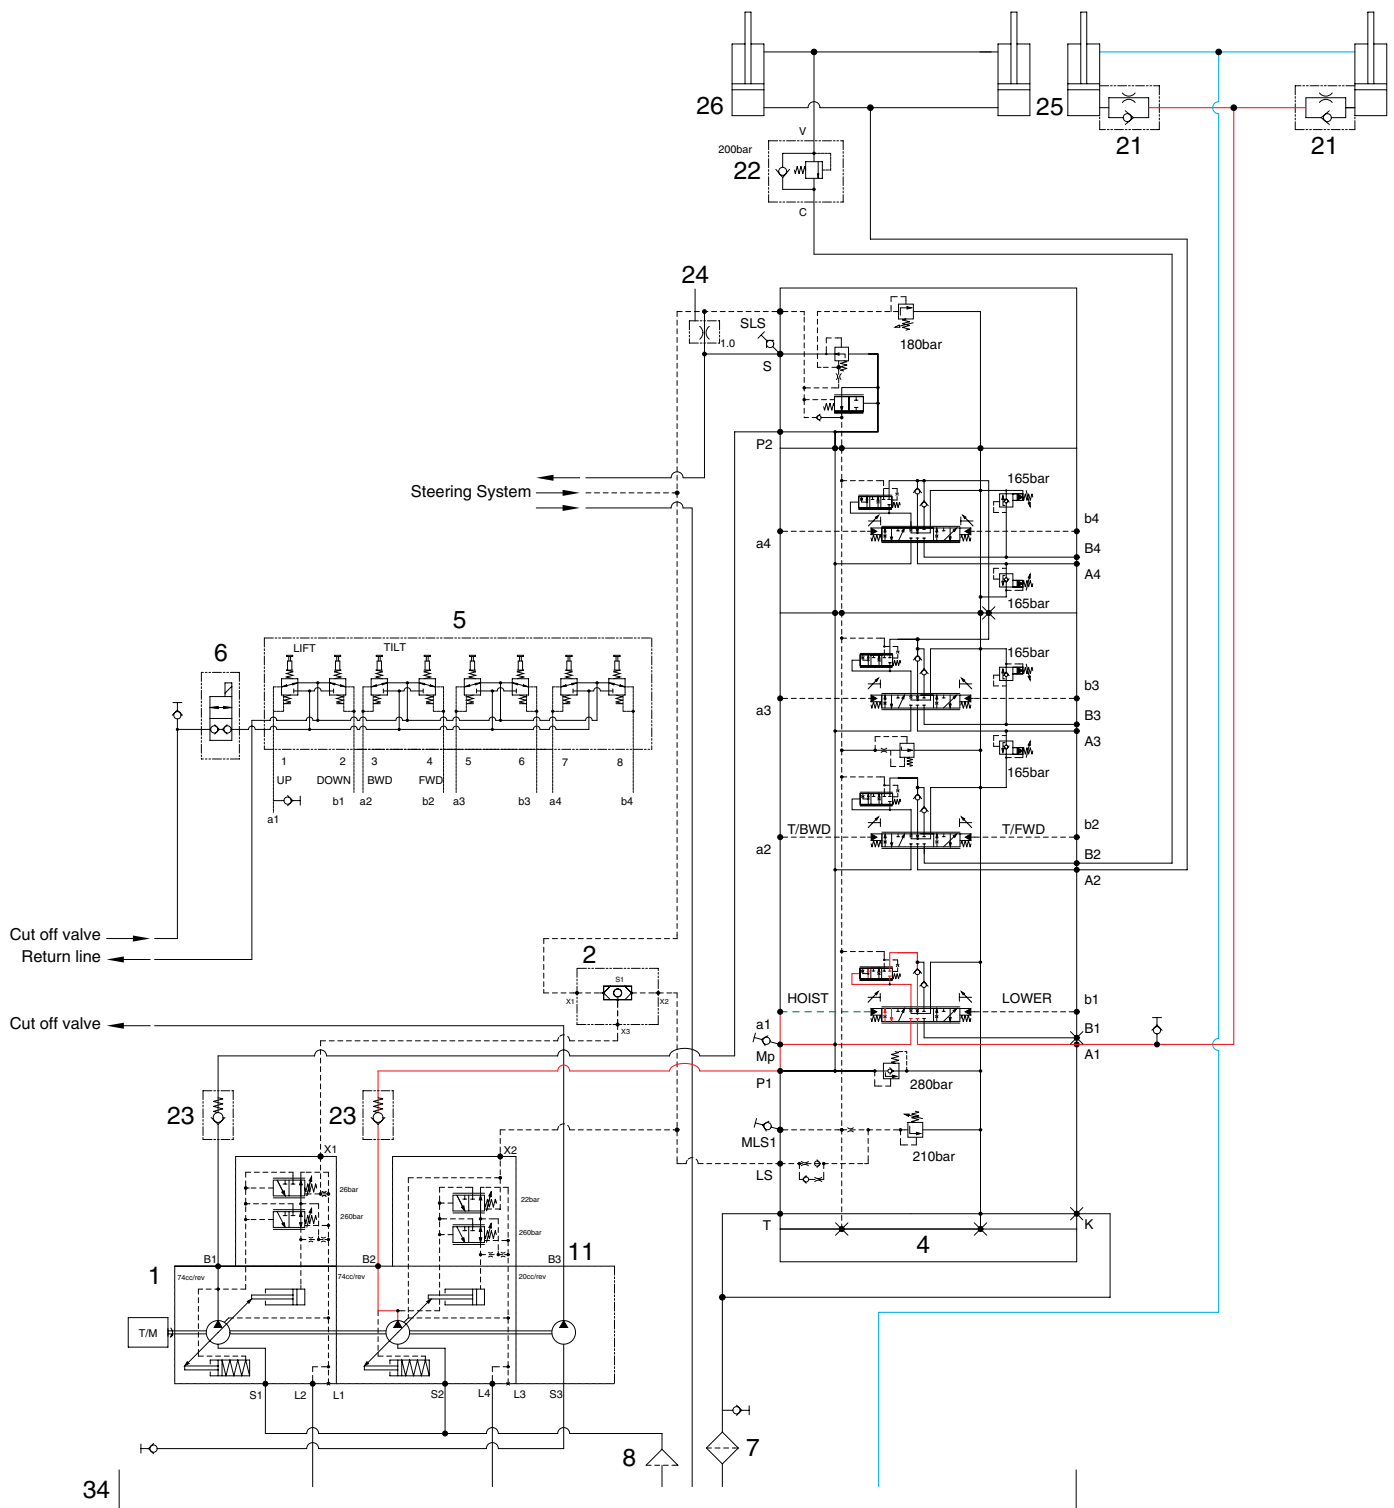 26
25
21
21
V
200bar
22
C
24
SLS
1.0
180bar
S
P2
Steering System
165bar
b4
a4
B4
A4
165bar
5
6
LIFT
TILT
165bar
b3
a3
B3
A3
165bar
1
2
3
4
5
6
7
8
UP
DOWN
BWD
FWD
a1
b1
a2
b2
a3
b3
a4
b4
T/BWD
T/FWD
b2
a2
B2
A2
Cut off valve
Return line
2
S1
X1
X2
X3
HOIST
LOWER
b1
Cut off valve
a1
B1
Mp
A1
P1
280bar
23
23
MLS1
210bar
X1
X2
LS
26bar
22bar
260bar
260bar
T
K
4
B1
B2
B3
11
1
74cc/rev
74cc/rev
20cc/rev
T/M
S1
L2
L1
S2
L4
L3
S3
8
7
34